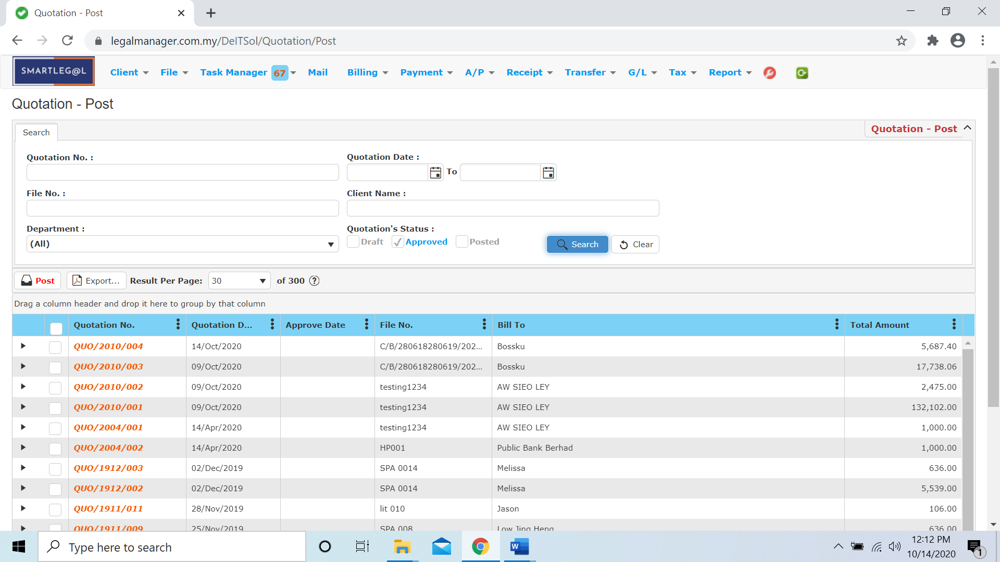 Quotation - Post
legalmanager.com.my/DeITSol/Quotation/Post
SMARTLEG@L Client File Task Manager 67 Mail Billing Payment A/P Receipt Transfer G/L Tax Report
Quotation - Post
Search Quotation - Post
Quotation No. : Quotation Date :
To
File No. : Client Name :
Department : Quotation's Status :
(All) Draft Approved Posted Search Clear
Post Export... Result Per Page: 30 of 300 ?
Drag a column header and drop it here to group by that column
Quotation No. Quotation D... Approve Date File No. Bill To Total Amount
QUO/2010/004 14/Oct/2020 C/B/280618280619/202... Bossku 5,687.40
QUO/2010/003 09/Oct/2020 C/B/280618280619/202... Bossku 17,738.06
QUO/2010/002 09/Oct/2020 testing1234 AW SIEO LEY 2,475.00
QUO/2010/001 09/Oct/2020 testing1234 AW SIEO LEY 132,102.00
QUO/2004/001 14/Apr/2020 testing1234 AW SIEO LEY 1,000.00
QUO/2004/002 14/Apr/2020 HP001 Public Bank Berhad 1,000.00
QUO/1912/003 02/Dec/2019 SPA 0014 Melissa 636.00
QUO/1912/002 02/Dec/2019 SPA 0014 Melissa 5,539.00
QUO/1911/011 28/Nov/2019 lit 010 Jason 106.00
QUO/1911/009 25/Nov/2019 SPA 008 Low Jing Heng 636.00
Type here to search W 12:12 PM
10/14/2020 1